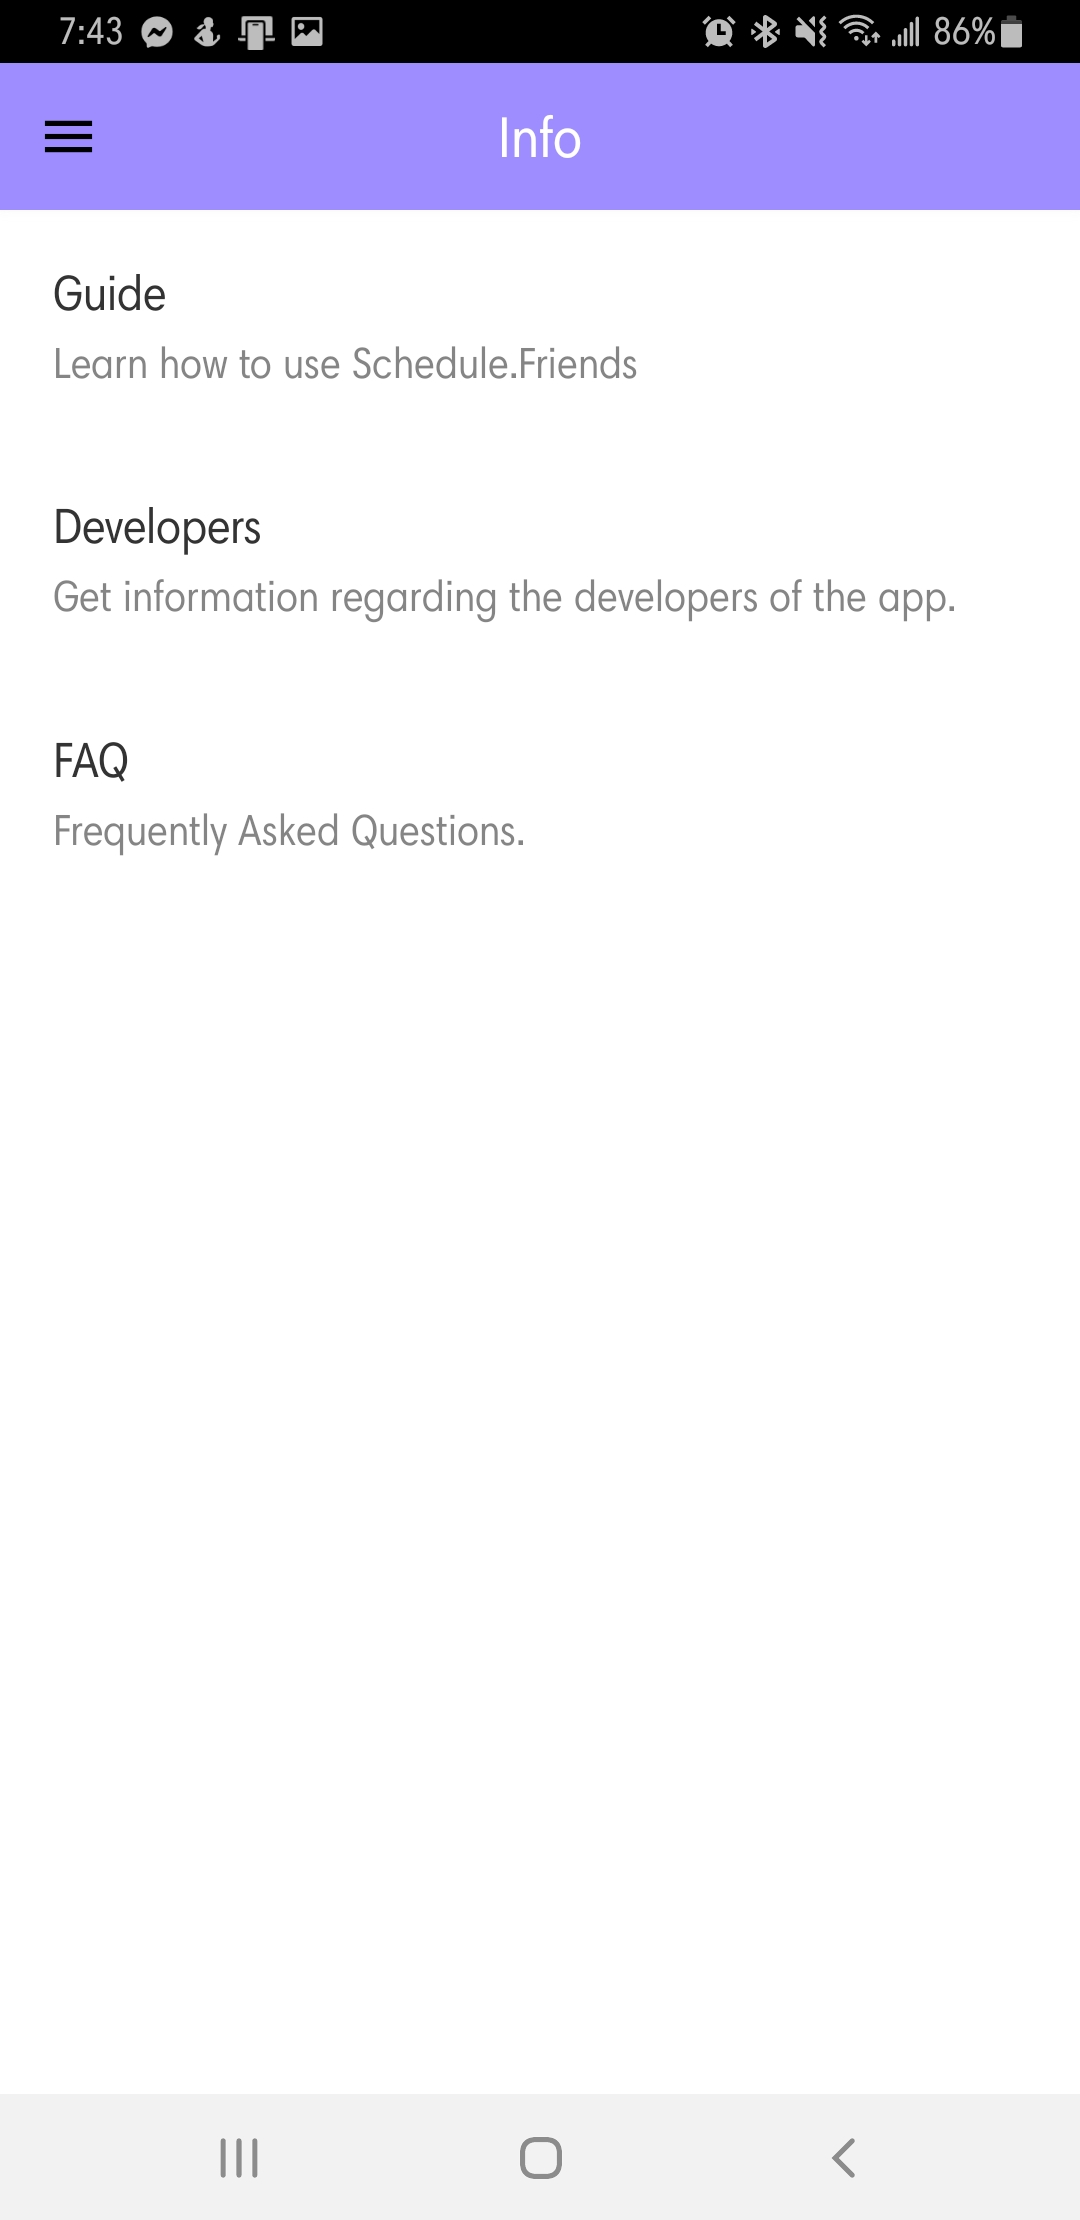 7:43 86%
Info
Guide
Learn how to use Schedule.Friends
Developers
Get information regarding the developers of the app.
FAQ
Frequently Asked Questions.